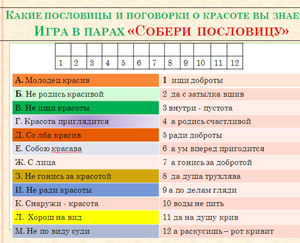 Какие пословицы и поговорки о красоте вы знае
Игра в парах «Собери пословицу»
1 2 3 4 5 6 7 8 9 10 11 12
А. Молодец красив 1 ищи доброты
Б. Не родись красивой 2 да с затылка вшив
В. Не ищи красоты 3 внутри - пустота
Г. Красота приглядится 4 а родись счастливой
Д. Со лба красив 5 ради доброты
Е. Собою красава 6 а ум вперед пригодится
Ж. С лица 7 а гонись за добротой
З. Не гонись за красотой 8 да душа трухлява
И. Не ради красоты 9 а по делам гляди
К. Снаружи - красота 10 воды не пить
Л. Хорош на вид 11 да на душу крив
М. Не по виду суди 12 а раскусишь – рот кривит